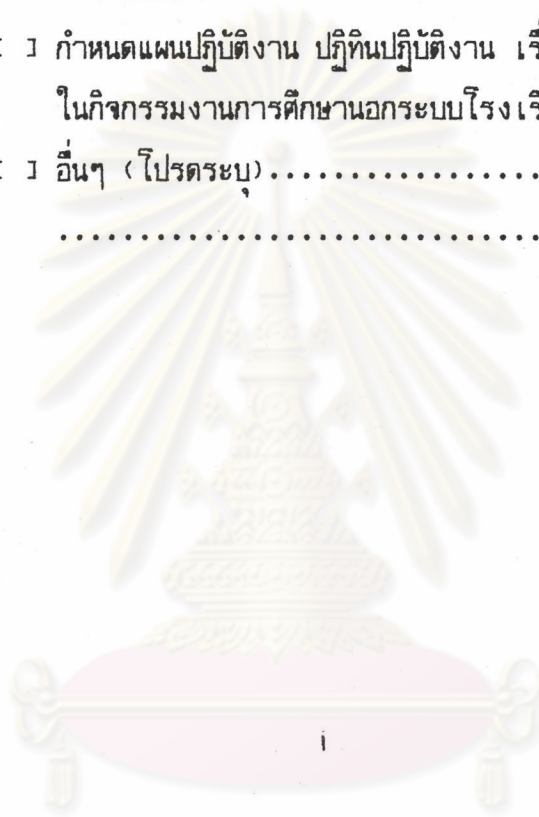 [ ] กำหนดแผนปฏิบัติงาน ปฏิทินปฏิบัติงาน
ในกิจกรรมงานการศึกษานอกระบบ
[ ] อื่นๆ (โปรดระบุ)..................
..............................